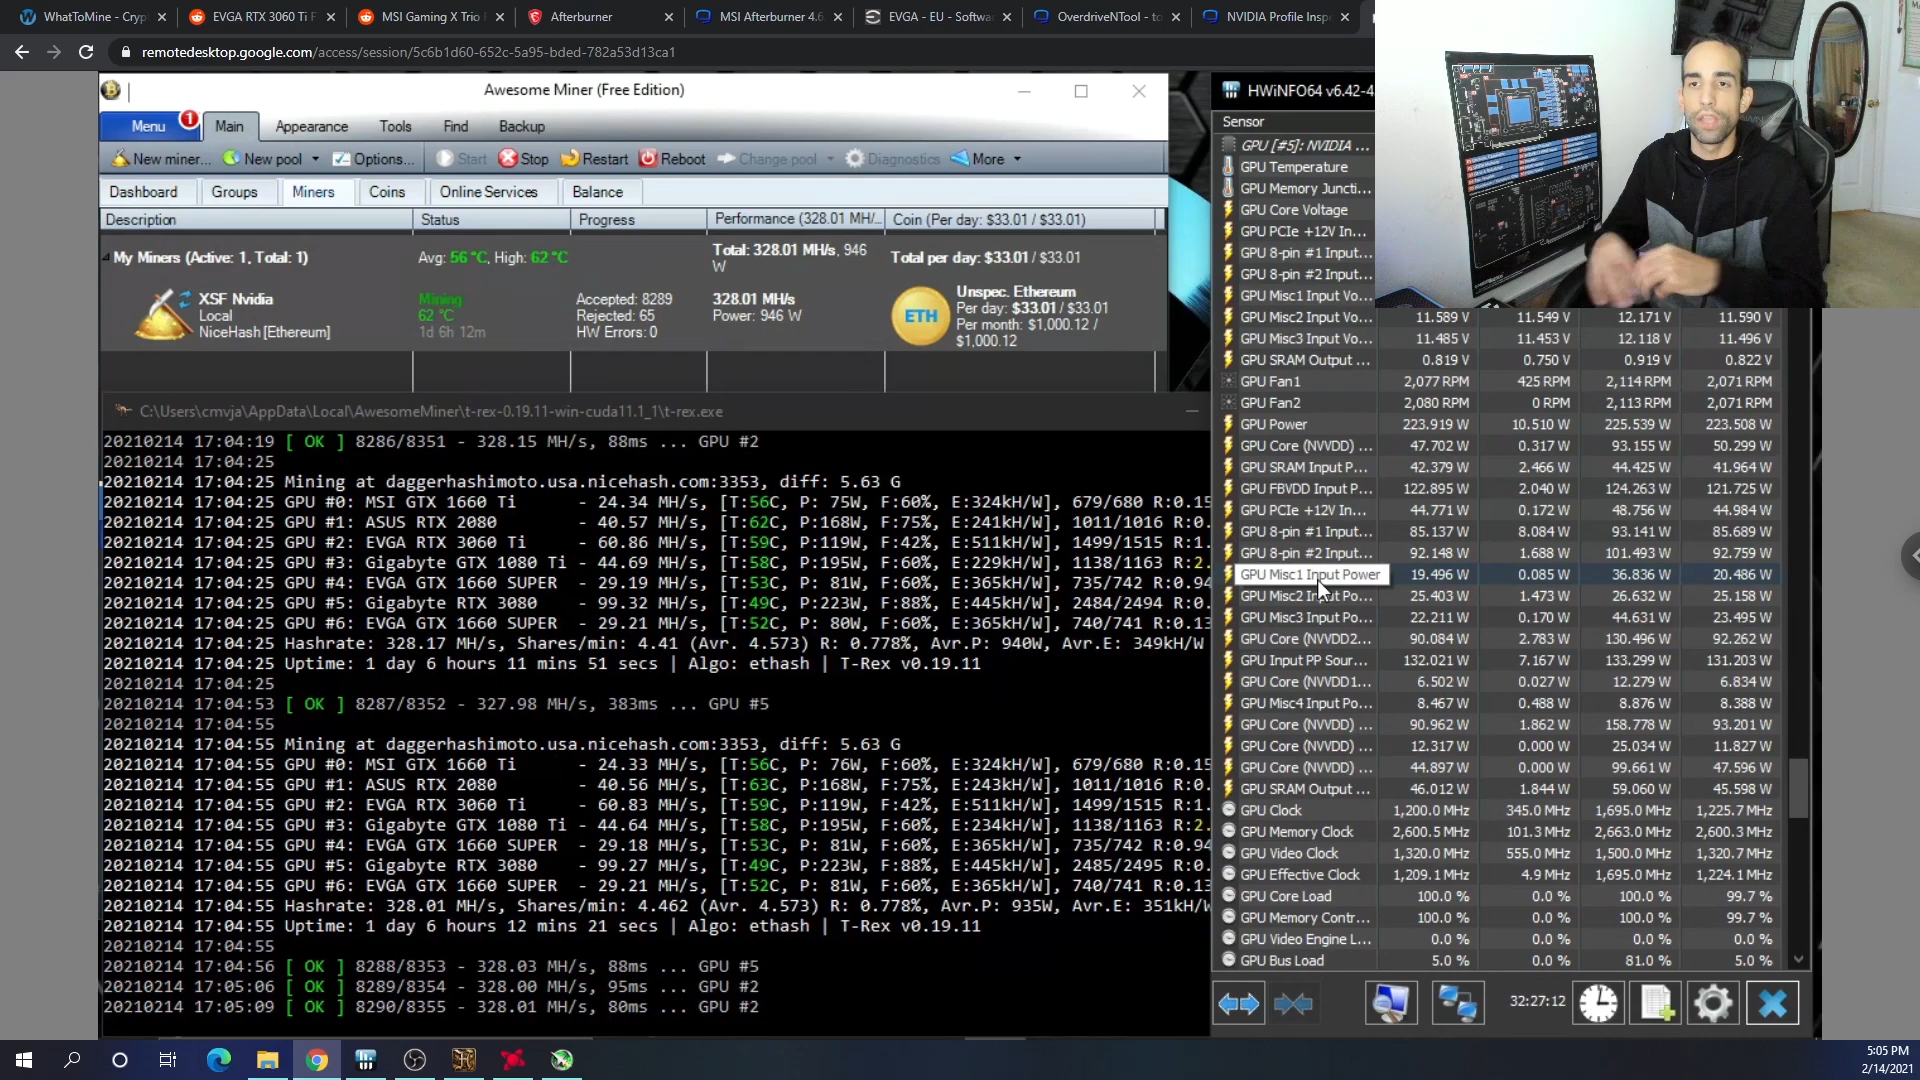 WhatToMine - Cryp
EVGA RTX 3060 Ti F
MSI Gaming X Trio
Afterburner
MSI Afterburner 4.6.
EVGA - EU - Softwa
OverdriveNTool - to
NVIDIA Profile Insp
remotedesktop.google.com/access/session/5c6b1d60-652c-5a95-bded-782a53d13ca1
Awesome Miner (Free Edition)
Menu 1 Main Appearance Tools Find Backup
New miner... New pool Options... Start Stop Restart Reboot Change pool Diagnostics More
Dashboard Groups Miners Coins Online Services Balance
Description Status Progress Performance (328.01 MH/... Coin (Per day: $33.01 / $33.01)
My Miners (Active: 1, Total: 1) Avg: 56 °C, High: 62 °C Total: 328.01 MH/s, 946 W Total per day: $33.01 / $33.01
XSF Nvidia
Local
NiceHash [Ethereum]
Mining
62 °C
1d 6h 12m
Accepted: 8289
Rejected: 65
HW Errors: 0
328.01 MH/s
Power: 946 W
ETH
Unspec. Ethereum
Per day: $33.01 / $33.01
Per month: $1,000.12 /
$1,000.12
C:\Users\cmvja\AppData\Local\AwesomeMiner\t-rex-0.19.11-win-cuda11.1_1\t-rex.exe
20210214 17:04:19 [ OK ] 8286/8351 - 328.15 MH/s, 88ms ... GPU #2
20210214 17:04:25
20210214 17:04:25 Mining at daggerhashimoto.usa.nicehash.com:3353, diff: 5.63 G
20210214 17:04:25 GPU #0: MSI GTX 1660 Ti - 24.34 MH/s, [T:56C, P: 75W, F:60%, E:324kH/W], 679/680 R:0.15
20210214 17:04:25 GPU #1: ASUS RTX 2080 - 40.57 MH/s, [T:62C, P:168W, F:75%, E:241kH/W], 1011/1016 R:0.
20210214 17:04:25 GPU #2: EVGA RTX 3060 Ti - 60.86 MH/s, [T:59C, P:119W, F:42%, E:511kH/W], 1499/1515 R:1.
20210214 17:04:25 GPU #3: Gigabyte GTX 1080 Ti - 44.69 MH/s, [T:58C, P:195W, F:60%, E:229kH/W], 1138/1163 R:2.
20210214 17:04:25 GPU #4: EVGA GTX 1660 SUPER - 29.19 MH/s, [T:53C, P: 81W, F:60%, E:365kH/W], 735/742 R:0.94
20210214 17:04:25 GPU #5: Gigabyte RTX 3080 - 99.32 MH/s, [T:49C, P:223W, F:88%, E:445kH/W], 2484/2494 R:0.
20210214 17:04:25 GPU #6: EVGA GTX 1660 SUPER - 29.21 MH/s, [T:52C, P: 80W, F:60%, E:365kH/W], 740/741 R:0.13
20210214 17:04:25 Hashrate: 328.17 MH/s, Shares/min: 4.41 (Avr. 4.573) R: 0.778%, Avr.P: 940W, Avr.E: 349kH/W
20210214 17:04:25 Uptime: 1 day 6 hours 11 mins 51 secs | Algo: ethash | T-Rex v0.19.11
20210214 17:04:25
20210214 17:04:53 [ OK ] 8287/8352 - 327.98 MH/s, 383ms ... GPU #5
20210214 17:04:55
20210214 17:04:55 Mining at daggerhashimoto.usa.nicehash.com:3353, diff: 5.63 G
20210214 17:04:55 GPU #0: MSI GTX 1660 Ti - 24.33 MH/s, [T:56C, P: 76W, F:60%, E:324kH/W], 679/680 R:0.15
20210214 17:04:55 GPU #1: ASUS RTX 2080 - 40.56 MH/s, [T:63C, P:168W, F:75%, E:243kH/W], 1011/1016 R:0.
20210214 17:04:55 GPU #2: EVGA RTX 3060 Ti - 60.83 MH/s, [T:59C, P:119W, F:42%, E:511kH/W], 1499/1515 R:1.
20210214 17:04:55 GPU #3: Gigabyte GTX 1080 Ti - 44.64 MH/s, [T:58C, P:195W, F:60%, E:234kH/W], 1138/1163 R:2.
20210214 17:04:55 GPU #4: EVGA GTX 1660 SUPER - 29.18 MH/s, [T:53C, P: 81W, F:60%, E:365kH/W], 735/742 R:0.94
20210214 17:04:55 GPU #5: Gigabyte RTX 3080 - 99.27 MH/s, [T:49C, P:223W, F:88%, E:445kH/W], 2485/2495 R:0.
20210214 17:04:55 GPU #6: EVGA GTX 1660 SUPER - 29.21 MH/s, [T:52C, P: 81W, F:60%, E:365kH/W], 740/741 R:0.13
20210214 17:04:55 Hashrate: 328.01 MH/s, Shares/min: 4.462 (Avr. 4.573) R: 0.778%, Avr.P: 935W, Avr.E: 351kH/W
20210214 17:04:55 Uptime: 1 day 6 hours 12 mins 21 secs | Algo: ethash | T-Rex v0.19.11
20210214 17:04:55
20210214 17:04:56 [ OK ] 8288/8353 - 328.03 MH/s, 88ms ... GPU #5
20210214 17:05:06 [ OK ] 8289/8354 - 328.00 MH/s, 95ms ... GPU #2
20210214 17:05:09 [ OK ] 8290/8355 - 328.01 MH/s, 80ms ... GPU #2
HWiNFO64 v6.42-4
Sensor
GPU [#5]: NVIDIA ...
GPU Temperature
GPU Memory Juncti...
GPU Core Voltage
GPU PCIe +12V In...
GPU 8-pin #1 Input...
GPU 8-pin #2 Input...
GPU Misc1 Input Vo...
GPU Misc2 Input Vo... 11.589 V 11.549 V 12.171 V 11.590 V
GPU Misc3 Input Vo... 11.485 V 11.453 V 12.118 V 11.496 V
GPU SRAM Output ... 0.819 V 0.750 V 0.919 V 0.822 V
GPU Fan1 2,077 RPM 425 RPM 2,114 RPM 2,071 RPM
GPU Fan2 2,080 RPM 0 RPM 2,113 RPM 2,071 RPM
GPU Power 223.919 W 10.510 W 225.539 W 223.508 W
GPU Core (NVVDD) ... 47.702 W 0.317 W 93.155 W 50.299 W
GPU SRAM Input P... 42.379 W 2.466 W 44.425 W 41.964 W
GPU FBVDD Input P... 122.895 W 2.040 W 124.263 W 121.725 W
GPU PCIe +12V In... 44.771 W 0.172 W 48.756 W 44.984 W
GPU 8-pin #1 Input... 85.137 W 8.084 W 93.141 W 85.689 W
GPU 8-pin #2 Input... 92.148 W 1.688 W 101.493 W 92.759 W
GPU Misc1 Input Power 19.496 W 0.085 W 36.836 W 20.486 W
GPU Misc2 Input Po... 25.403 W 1.473 W 26.632 W 25.158 W
GPU Misc3 Input Po... 22.211 W 0.170 W 44.631 W 23.495 W
GPU Core (NVVDD2... 90.084 W 2.783 W 130.496 W 92.262 W
GPU Input PP Sour... 132.021 W 7.167 W 133.299 W 131.203 W
GPU Core (NVVDD1... 6.502 W 0.027 W 12.279 W 6.834 W
GPU Misc4 Input Po... 8.467 W 0.488 W 8.876 W 8.388 W
GPU Core (NVVDD) ... 90.962 W 1.862 W 158.778 W 93.201 W
GPU Core (NVVDD) ... 12.317 W 0.000 W 25.034 W 11.827 W
GPU Core (NVVDD) ... 44.897 W 0.000 W 99.661 W 47.596 W
GPU SRAM Output ... 46.012 W 1.844 W 59.060 W 45.598 W
GPU Clock 1,200.0 MHz 345.0 MHz 1,695.0 MHz 1,225.7 MHz
GPU Memory Clock 2,600.5 MHz 101.3 MHz 2,663.0 MHz 2,600.3 MHz
GPU Video Clock 1,320.0 MHz 555.0 MHz 1,500.0 MHz 1,320.7 MHz
GPU Effective Clock 1,209.1 MHz 4.9 MHz 1,695.0 MHz 1,224.1 MHz
GPU Core Load 100.0 % 0.0 % 100.0 % 99.7 %
GPU Memory Contr... 100.0 % 0.0 % 100.0 % 99.7 %
GPU Video Engine L... 0.0 % 0.0 % 0.0 % 0.0 %
GPU Bus Load 5.0 % 0.0 % 81.0 % 5.0 %
32:27:12
5:05 PM
2/14/2021